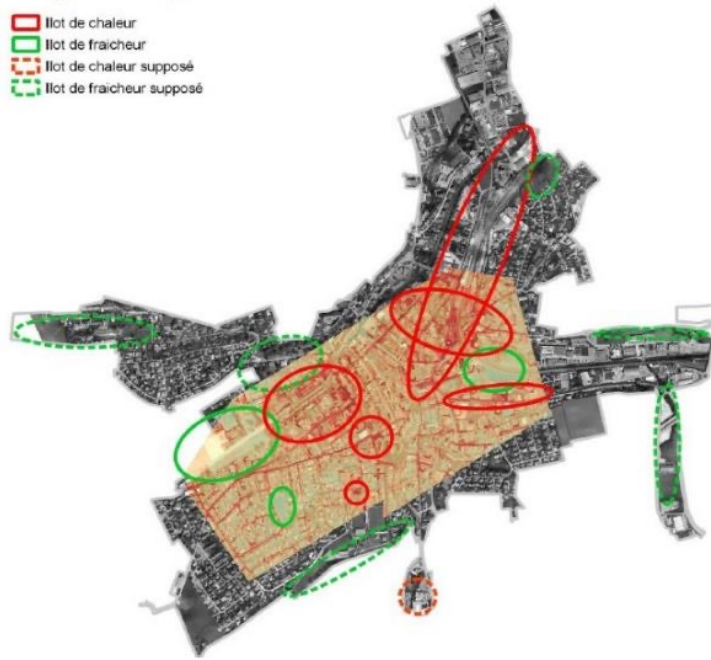 Ilot de chaleur
Ilot de fraicheur
Ilot de chaleur supposé
Ilot de fraicheur supposé